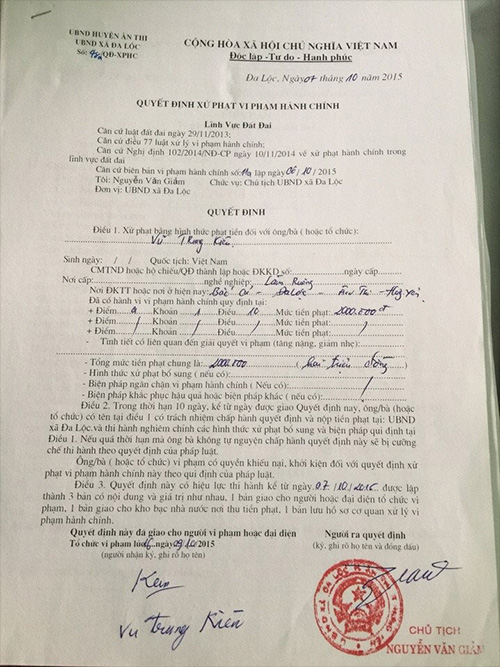 UBND HUYỆN ÂN THI
UBND XÃ ĐA LỘC
CỘNG HÒA XÃ HỘI CHỦ NGHĨA VIỆT NAM
Số: /QĐ-XPHC
Độc lập -Tự do - Hạnh phúc
Đa Lộc, Ngày 07 tháng 10 năm 2015
QUYẾT ĐỊNH XỬ PHẠT VI PHẠM HÀNH CHÍNH
Lĩnh Vực Đất Đai
Căn cứ luật đất đai ngày 29/11/2013;
Căn cứ điều 77 luật xử lý vi phạm hành chính;
Căn cứ Nghị định 102/2014/NĐ-CP ngày 10/11/2014 về xử phạt hành chính trong
lĩnh vực đất đai
Căn cứ biên bản vi phạm hành chính số: lập ngày 06/10/2015
Tôi: Nguyễn Văn Giảm Chức vụ: Chủ tịch UBND xã Đa Lộc
Đơn vị: UBND xã Đa Lộc
QUYẾT ĐỊNH
Điều 1. Xử phạt bằng hình thức phạt tiền đối với ông/bà ( hoặc tổ chức):
Vũ Trung Kiên
Sinh ngày: / / Quốc tịch: Việt Nam
CMTND hoặc hộ chiếu/QĐ thành lập hoặc ĐKKD số:....................ngày cấp..........
Nơi cấp:....................nghề nghiệp: Làm Ruộng
Nơi ĐKTT hoặc nơi ở hiện nay: - Đa Lộc - Ân Thi - Hưng Yên
Đã có hành vi vi phạm hành chính quy định tại:
+ Điểm a Khoản 1 Điều 10 Mức tiền phạt: 2000.000đ
+ Điểm / Khoản / Điều / Mức tiền phạt: /
+ Điểm / Khoản / Điều / Mức tiền phạt: /
- Tình tiết có liên quan đến giải quyết vi phạm (tăng nặng, giảm nhẹ):
- Tổng mức tiền phạt chung là: 2000.000 ( hai triệu đồng )
- Hình thức xử phạt bổ sung (nếu có): /
- Biện pháp ngăn chặn vi phạm hành chính ( Nếu có): /
- Biện pháp khắc phục hậu quả hoặc biện pháp khác ( nếu có): /
Điều 2. Trong thời hạn 10 ngày, kể từ ngày được giao Quyết định nay, ông/bà (hoặc
tổ chức) có tên tại điều 1 có trách nhiệm chấp quyết định và nộp tiền phạt tại: UBND
xã Đa Lộc.và thi hành nghiêm chính các hình thức xử phạt bổ sung và biện pháp qui định tại
Điều 1. Nếu quá thời hạn mà ông bà không tự nguyện chấp hành quyết định này sẽ bị cưỡng
chế thi hành theo quyết định của pháp luật.
Ông/bà ( hoặc tổ chức) vi phạm có quyền khiếu nại, khởi kiện đối với quyết định xử
phạt vi phạm hành chính này theo qui định của pháp luật.
Điều 3. Quyết định này có hiệu lực thi hành kể từ ngày 07/10/2015 được lập
thành 3 bản có nội dung và giá trị như nhau, 1 bản giao cho người hoặc đại diện tổ chức vi
phạm, 1 bản giao cho kho bạc nhà nước nơi thu tiền phạt, 1 bản lưu hồ sơ cơ quan xử lý vi
phạm hành chính.
Quyết định này đã giao cho người vi phạm hoặc đại diện
Tổ chức vi phạm lúc ngày /2015
(người nhận ký, ghi rõ họ tên)
Người ra quyết định
(ký, ghi rõ họ tên và đóng dấu)
Vũ Trung Kiên
CHỦ TỊCH
NGUYỄN VĂN GIẢM